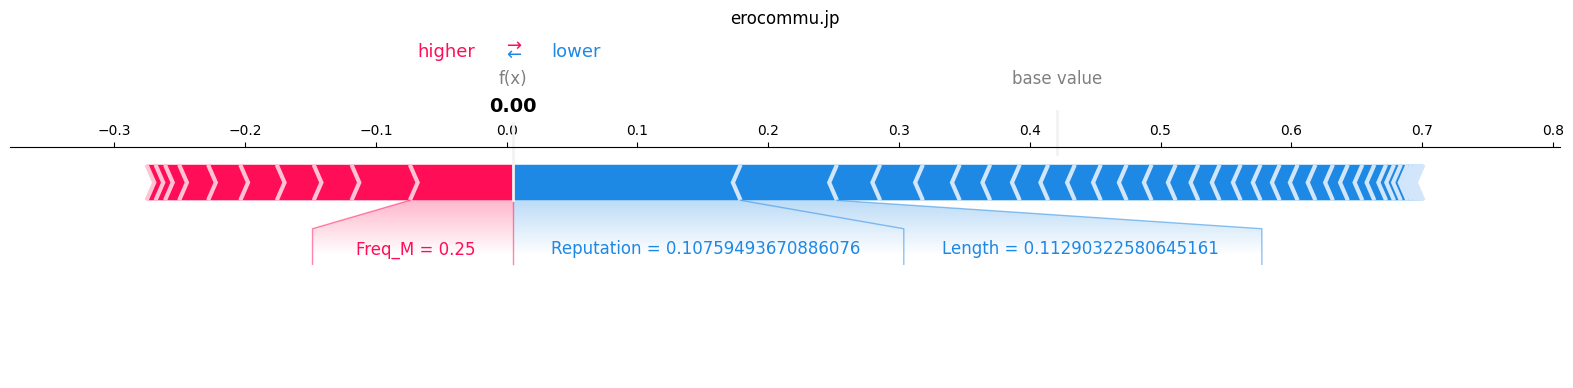 erocommu.jp
higher ⇄ lower
f(x) base value
0.00
−0.3 −0.2 −0.1 0.0 0.1 0.2 0.3 0.4 0.5 0.6 0.7 0.8
Freq_M = 0.25 Reputation = 0.10759493670886076 Length = 0.11290322580645161